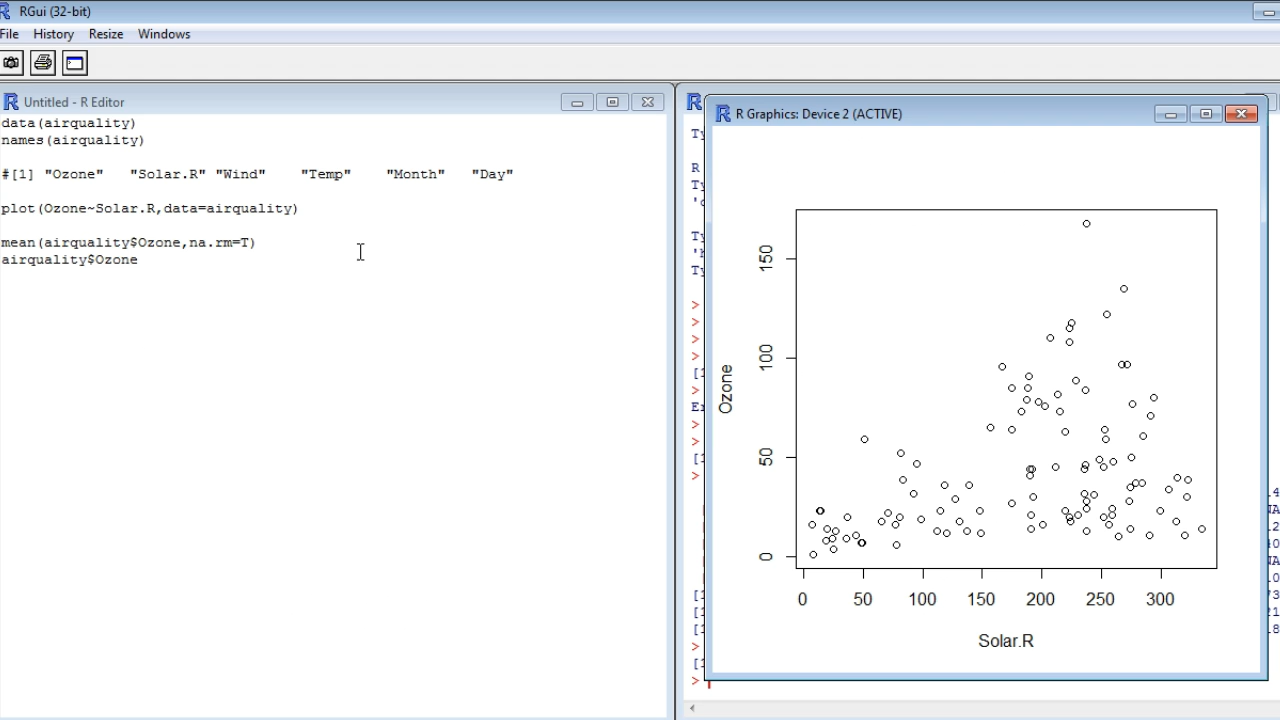 RGui (32-bit)
File History Resize Windows
Untitled - R Editor
data(airquality)
names(airquality)
#[1] "Ozone" "Solar.R" "Wind" "Temp" "Month" "Day"
plot(Ozone~Solar.R,data=airquality)
mean(airquality$Ozone,na.rm=T)
airquality$Ozone
R Graphics: Device 2 (ACTIVE)
R
>
>
>
>
>
>
>
>
>
>
Ozone
150
100
50
0
0 50 100 150 200 250 300
Solar.R